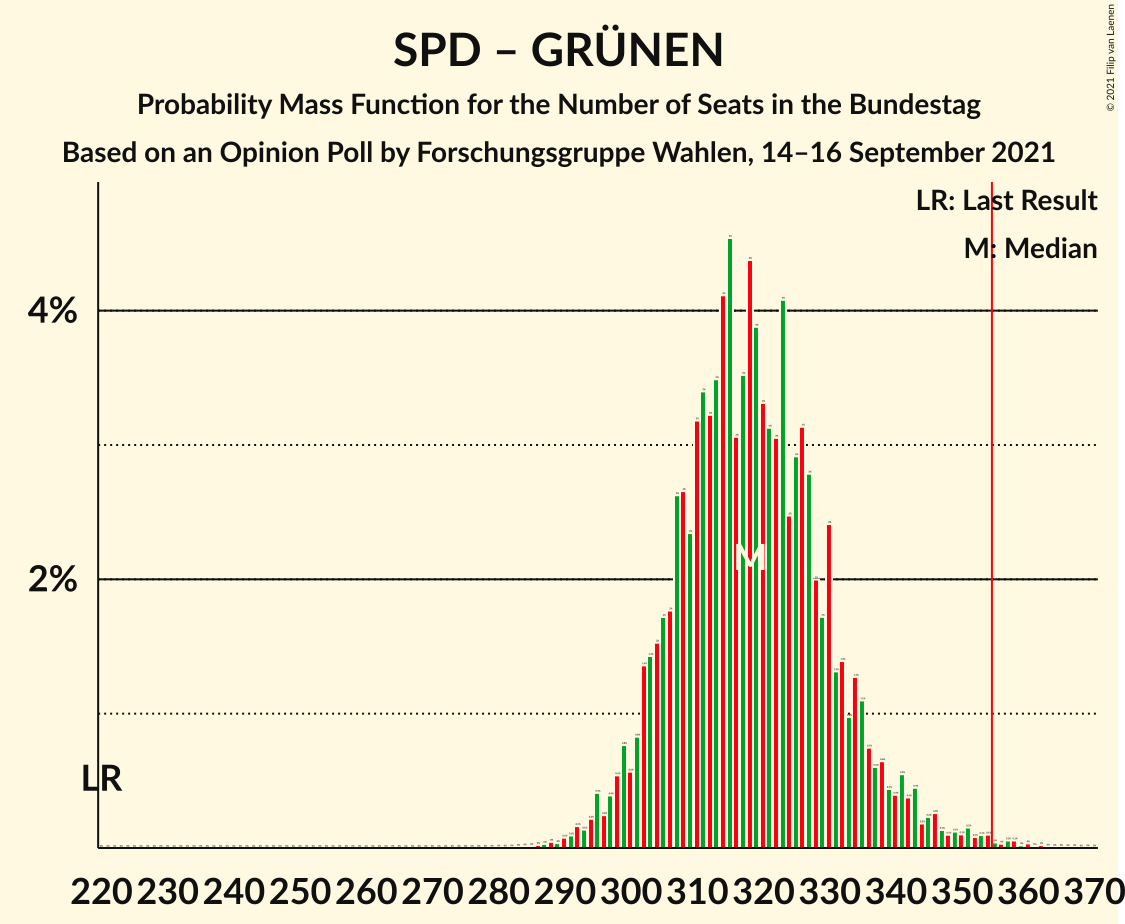 SPD – GRÜNEN
Probability Mass Function for the Number of Seats in the Bundestag
Based on an Opinion Poll by Forschungsgruppe Wahlen, 14–16 September 2021
© 2021 Filip van Laenen
LR: Last Result
M: Median
4%
2%
M
LR
220 230 240 250 260 270 280 290 300 310 320 330 340 350 360 370